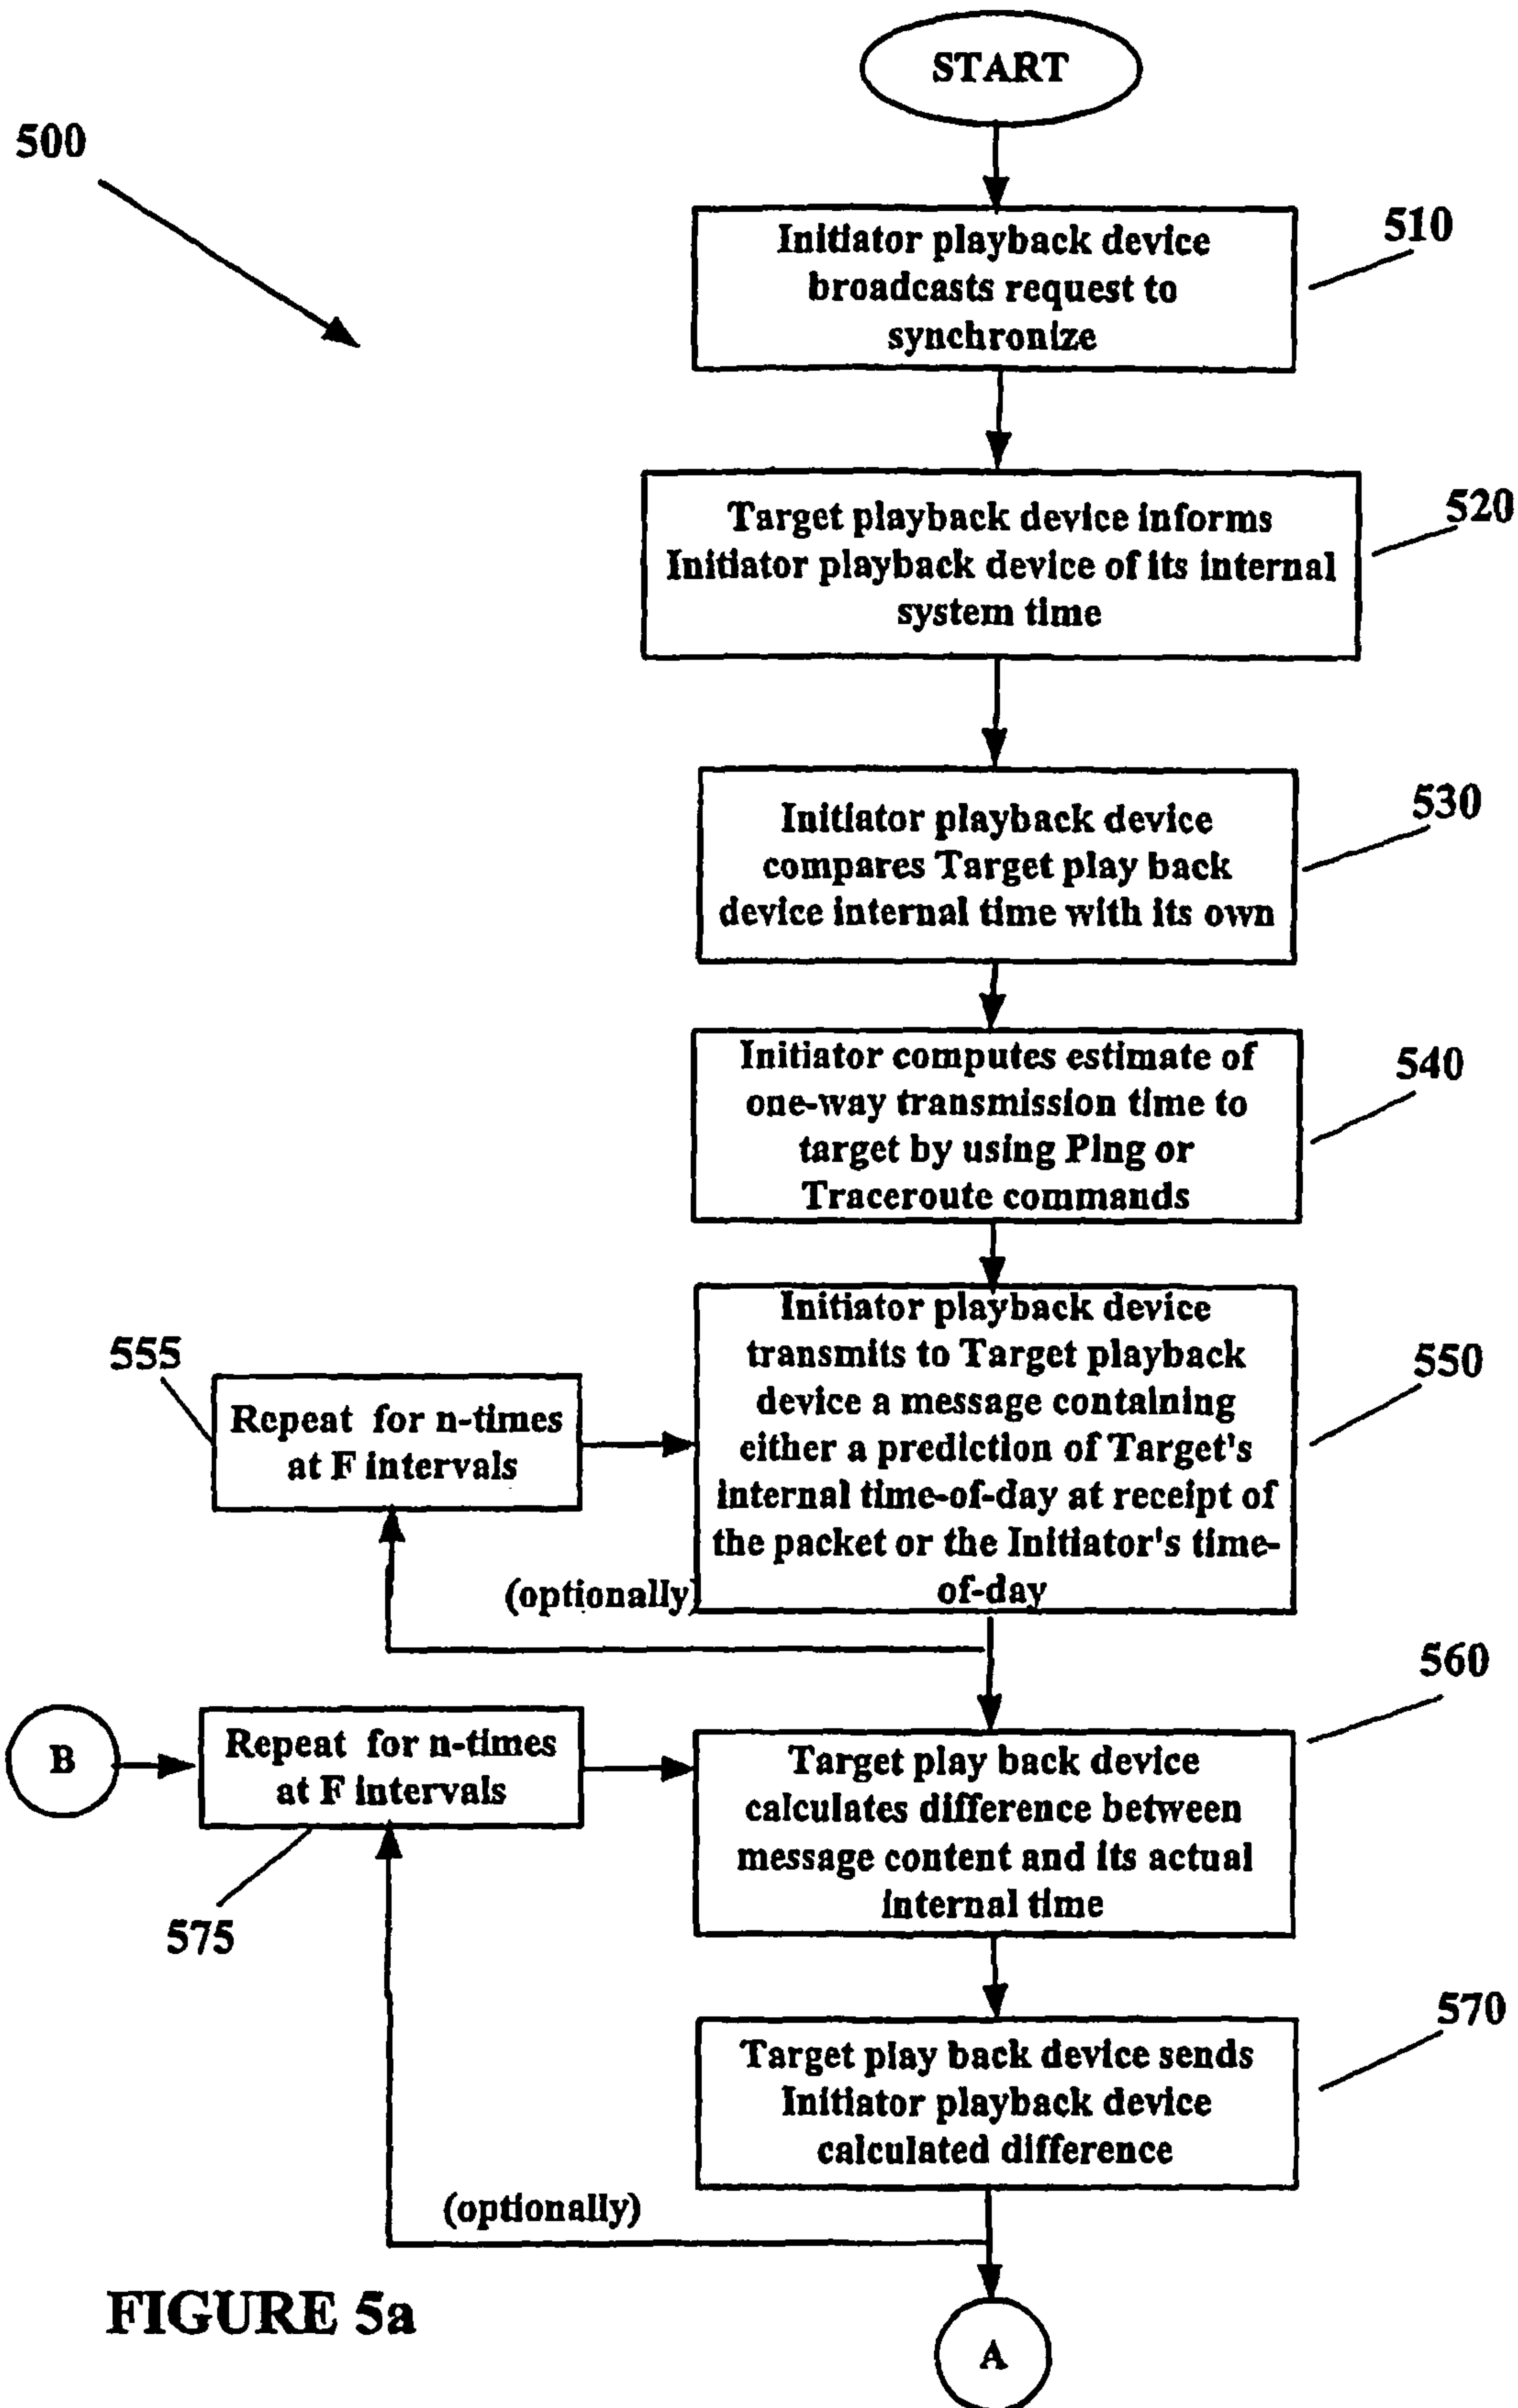 START
500
Initiator playback device
broadcasts request to
synchronize
510
Target playback device informs
Initiator playback device of its internal
system time
520
Initiator playback device
compares Target play back
device internal time with its own
530
Initiator computes estimate of
one-way transmission time to
target by using Ping or
Traceroute commands
540
Initiator playback device
transmits to Target playback
device a message containing
either a prediction of Target's
internal time-of-day at receipt of
the packet or the Initiator's time-
of-day
550
555
Repeat for n-times
at F intervals
(optionally)
560
B
Repeat for n-times
at F intervals
575
Target play back device
calculates difference between
message content and its actual
internal time
Target play back device sends
Initiator playback device
calculated difference
570
(optionally)
A
FIGURE 5a